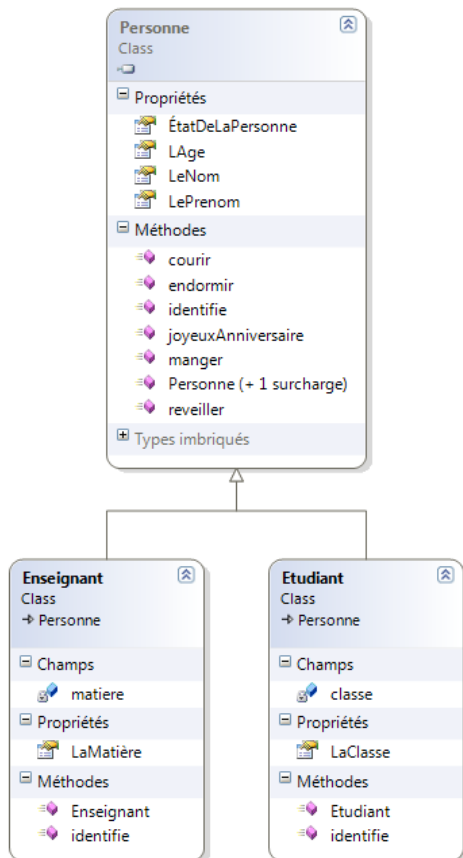 Personne
Class
Propriétés
ÉtatDeLaPersonne
LAge
LeNom
LePrenom
Méthodes
courir
endormir
identifie
joyeuxAnniversaire
manger
Personne (+ 1 surcharge)
reveiller
Types imbriqués
Enseignant
Class
Personne
Champs
matiere
Propriétés
LaMatière
Méthodes
Enseignant
identifie
Etudiant
Class
Personne
Champs
classe
Propriétés
LaClasse
Méthodes
Etudiant
identifie